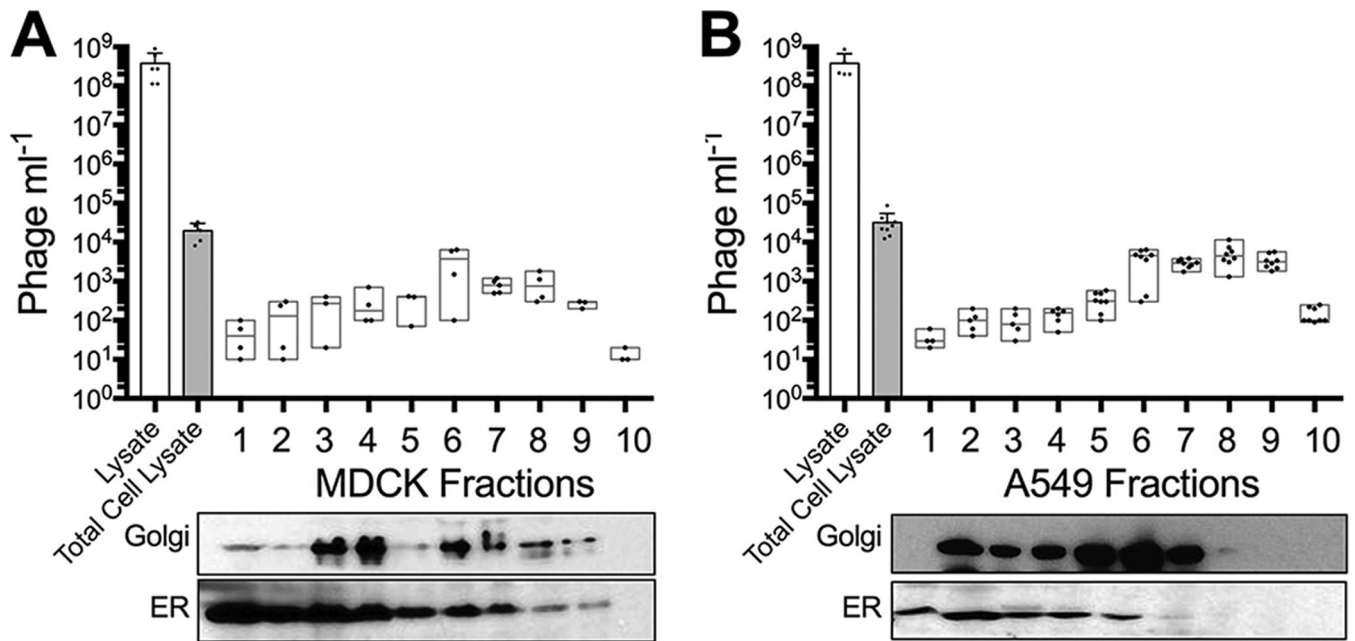 A
Phage ml-1
10^9
10^8
10^7
10^6
10^5
10^4
10^3
10^2
10^1
10^0
Lysate
Total Cell Lysate
1 2 3 4 5 6 7 8 9 10
MDCK Fractions
Golgi
ER
B
Phage ml-1
10^9
10^8
10^7
10^6
10^5
10^4
10^3
10^2
10^1
10^0
Lysate
Total Cell Lysate
1 2 3 4 5 6 7 8 9 10
A549 Fractions
Golgi
ER